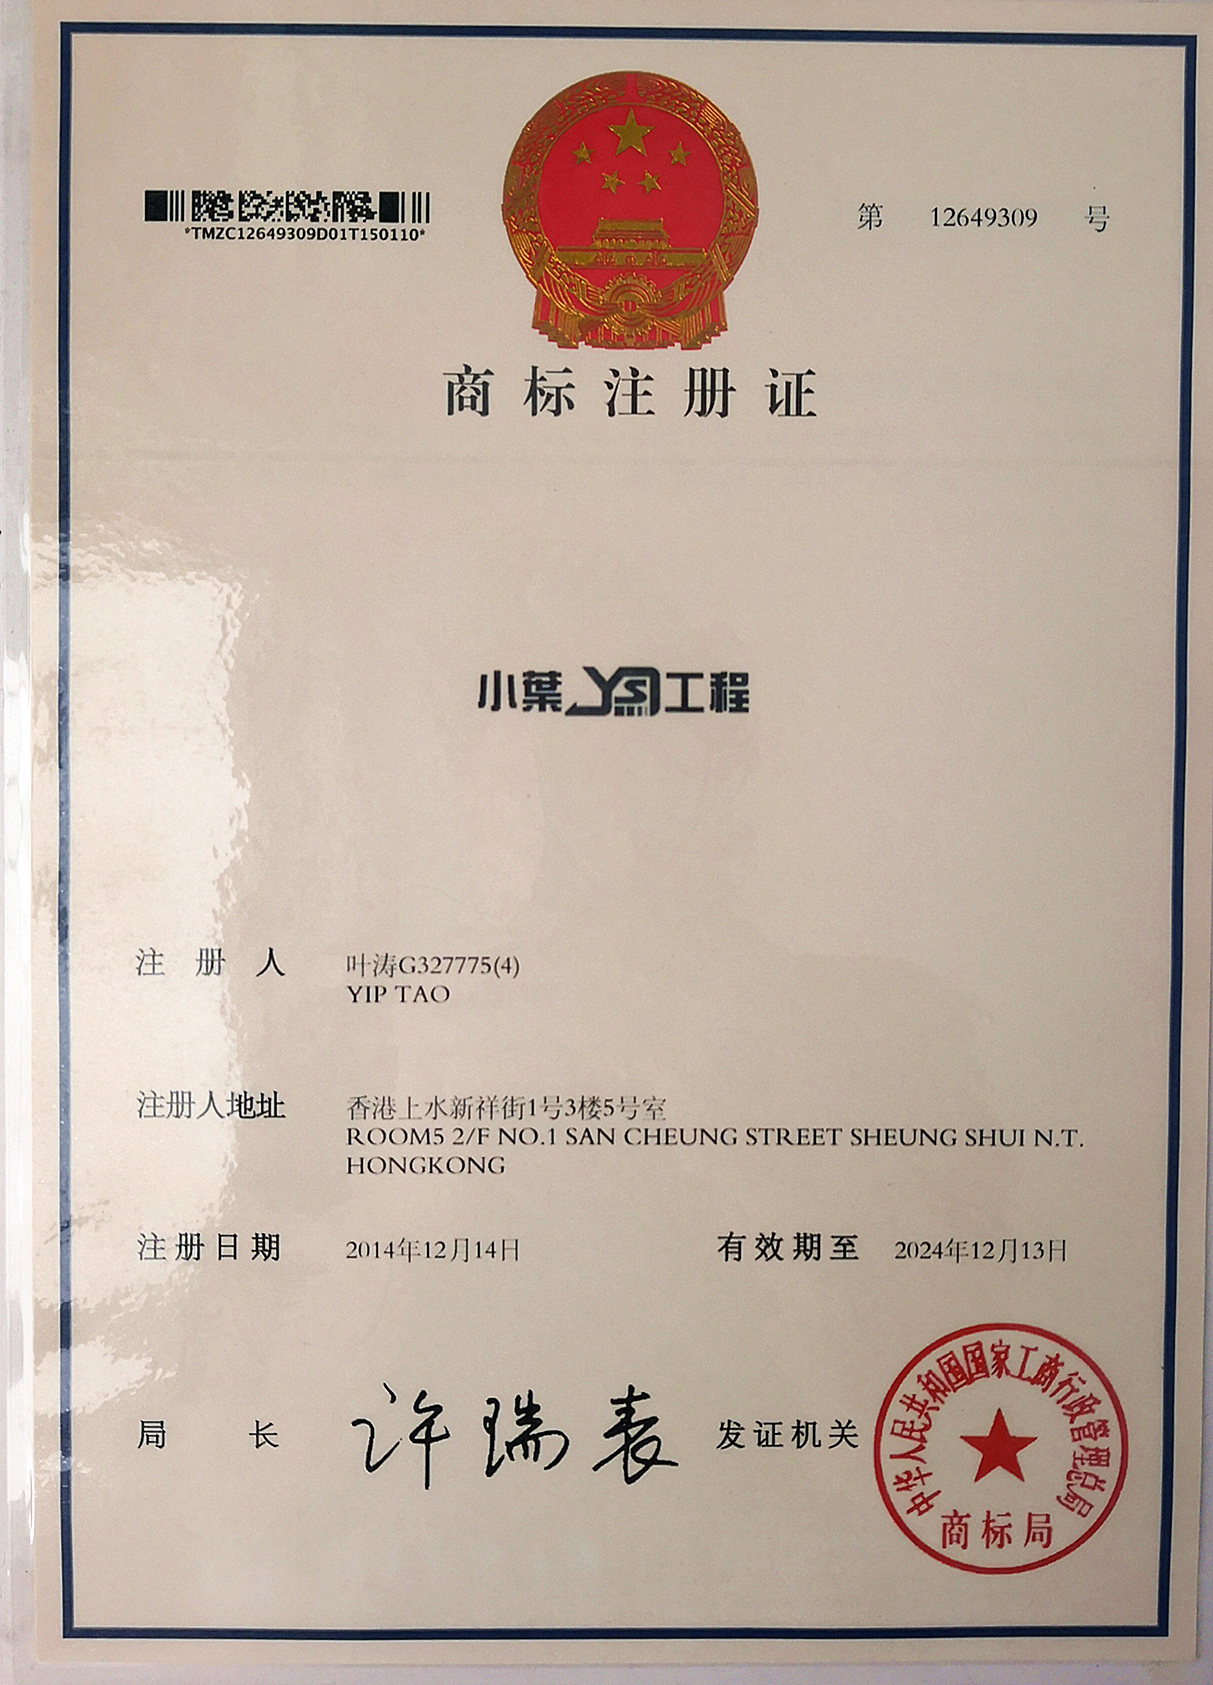 *TMZC12649309D01T150110*
第 12649309 号
商标注册证
小葉 YS 工程
注册人 叶涛G327775(4)
YIP TAO
注册人地址 香港上水新祥街1号3楼5号室
ROOM5 2/F NO.1 SAN CHEUNG STREET SHEUNG SHUI N.T.
HONGKONG
注册日期 2014年12月14日 有效期至 2024年12月13日
局长 许瑞表 发证机关
中华人民共和国国家工商行政管理总局
商标局